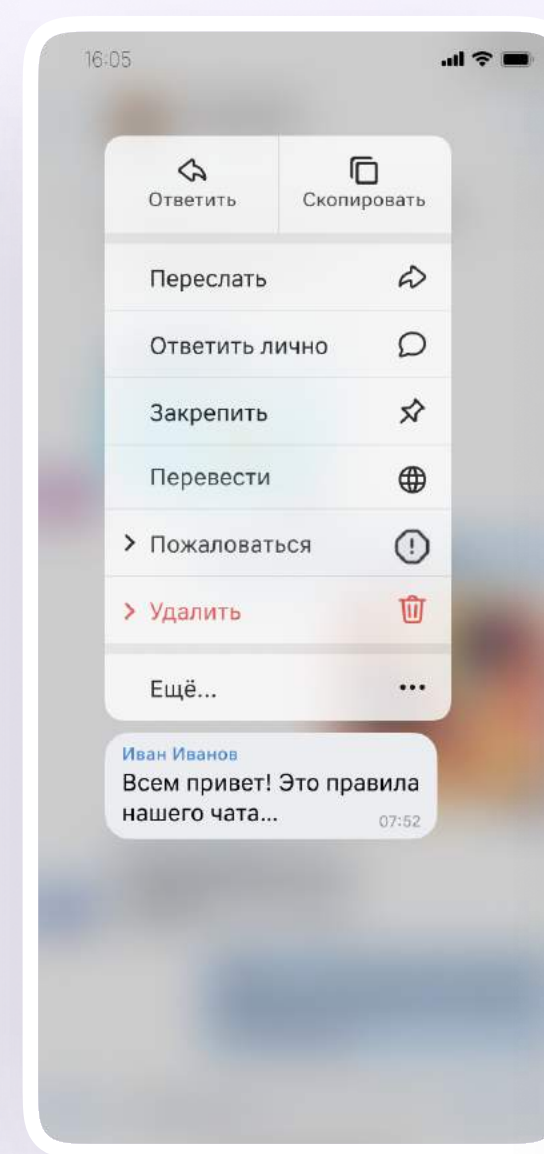 16:05
Ответить
Скопировать
Переслать
Ответить лично
Закрепить
Перевести
Пожаловаться
Удалить
Ещё...
Иван Иванов
Всем привет! Это правила
нашего чата...
07:52